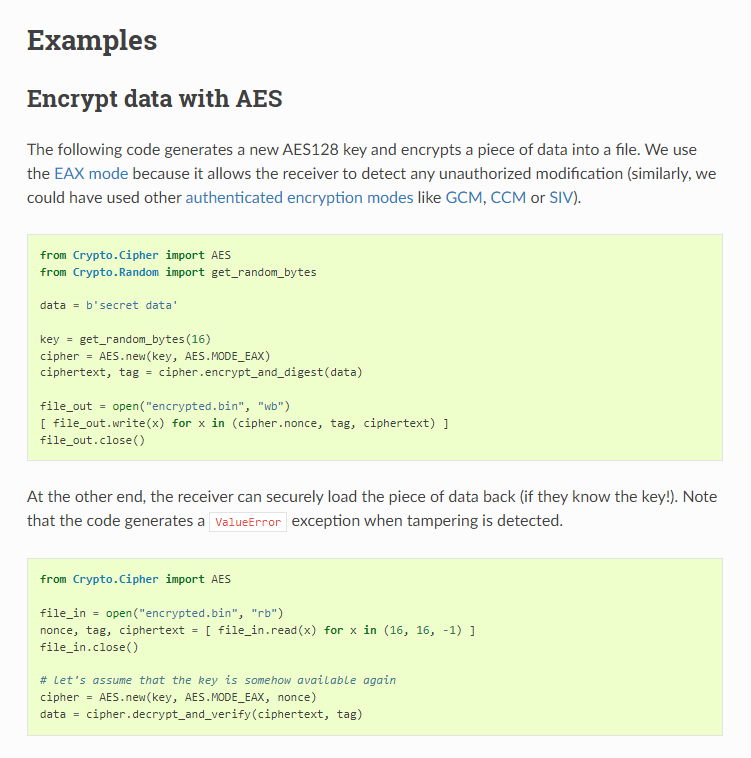 Examples
Encrypt data with AES
The following code generates a new AES128 key and encrypts a piece of data into a file. We use
the EAX mode because it allows the receiver to detect any unauthorized modification (similarly, we
could have used other authenticated encryption modes like GCM, CCM or SIV).
from Crypto.Cipher import AES
from Crypto.Random import get_random_bytes
data = b'secret data'
key = get_random_bytes(16)
cipher = AES.new(key, AES.MODE_EAX)
ciphertext, tag = cipher.encrypt_and_digest(data)
file_out = open("encrypted.bin", "wb")
[ file_out.write(x) for x in (cipher.nonce, tag, ciphertext) ]
file_out.close()
At the other end, the receiver can securely load the piece of data back (if they know the key!). Note
that the code generates a ValueError exception when tampering is detected.
from Crypto.Cipher import AES
file_in = open("encrypted.bin", "rb")
nonce, tag, ciphertext = [ file_in.read(x) for x in (16, 16, -1) ]
file_in.close()
# let's assume that the key is somehow available again
cipher = AES.new(key, AES.MODE_EAX, nonce)
data = cipher.decrypt_and_verify(ciphertext, tag)